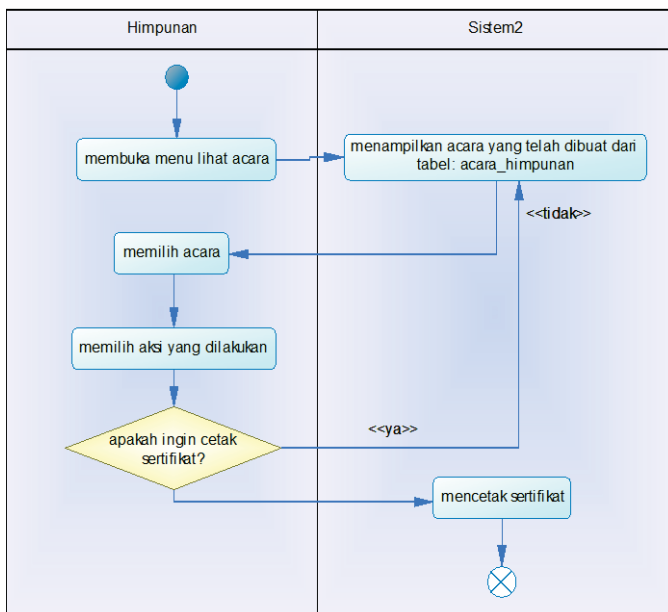 Himpunan
Sistem2
membuka menu lihat acara
menampilkan acara yang telah dibuat dari
tabel: acara_himpunan
<<tidak>>
memilih acara
memilih aksi yang dilakukan
apakah ingin cetak
sertifikat?
<<ya>>
mencetak sertifikat